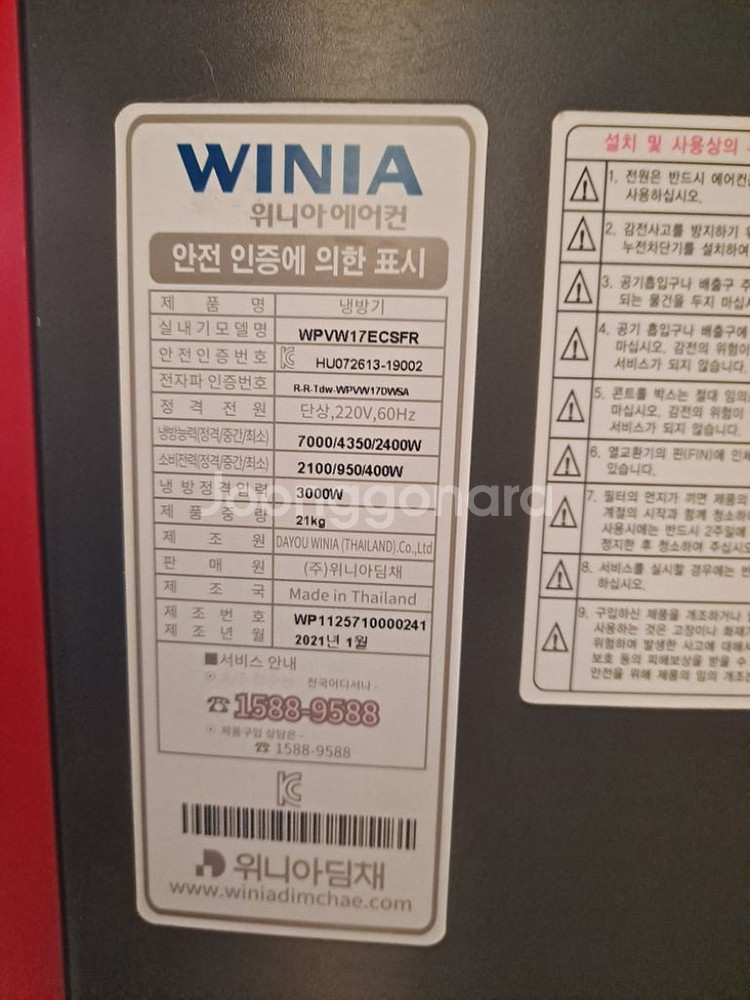 WINIA
위니아에어컨
안전 인증에 의한 표시
제품명 냉방기
실내기모델명 WPVW17ECSFR
안전인증번호 HU072613-19002
전자파인증번호 R-R-Tdw-WPVW17DWSA
정격전원 단상,220V,60Hz
냉방능력(정격/중간/최소) 7000/4350/2400W
소비전력(정격/중간/최소) 2100/950/400W
냉방정격입력 3000W
제품중량 21kg
제조원 DAYOU WINIA (THAILAND).Co.,Ltd
판매원 (주)위니아딤채
제조국 Made in Thailand
제조번호 WP1125710000241
제조년월 2021년 1월
■서비스 안내
전국어디서나 -
☎ 1588-9588
제품구입 상담은 -
☎ 1588-9588
위니아딤채
www.winiadimchae.com
Joonggonara
설치 및 사용상의
1. 전원은 반드시 에어컨
사용하십시오.
2. 감전사고를 방지하기
누전차단기를 설치하여
3. 공기흡입구나 배출구
되는 물건을 두지 마십시
4. 공기 흡입구나 배출구에
마십시오. 감전의 위험이
서비스가 되지 않습니다.
5. 콘트롤 박스는 절대 임의
마십시오. 감전의 위험이
서비스가 되지 않습니다.
6. 열교환기의 핀(FIN)에 인체
있습니다.
7. 필터의 먼지가 끼면 제품의
계절의 시작과 함께 청소하
사용시에는 반드시 2주일에
정지한 후 청소하여 주십시오
8. 서비스를 실시할 경우에는 반
하십시오.
9. 구입하신 제품을 개조하거나
사용하는 것은 고장이나 화재
위험하며 발생한 사고에 대해서
보호 등의 피해보상을 받을 수
안전을 위해 제품의 임의 개조는